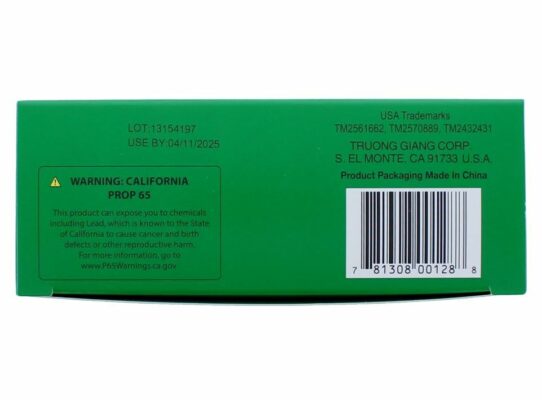 LOT:13154197
USE BY: 04/11/2025
WARNING: CALIFORNIA
PROP 65
This product can expose you to chemicals
including Lead, which is known to the State
of California to cause cancer and birth
defects or other reproductive harm.
For more information, go to
www.P65Warnings.ca.gov
USA Trademarks
TM2561662, TM2570889, TM2432431
TRUONG GIANG CORP.
S. EL MONTE, CA 91733 U.S.A.
Product Packaging Made In China
7 81308 00128 8